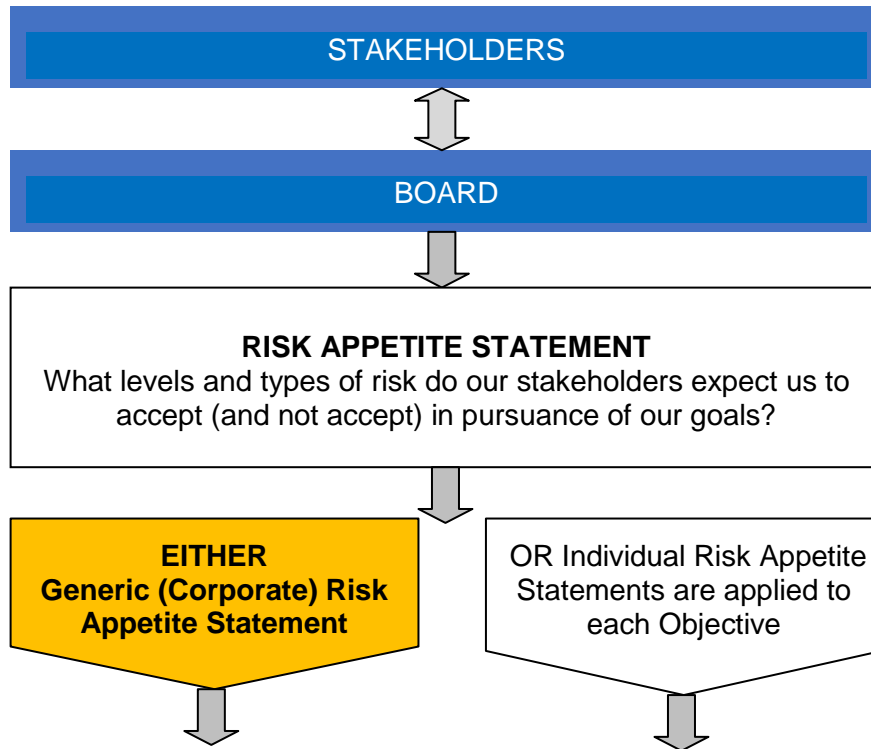 STAKEHOLDERS
BOARD
RISK APPETITE STATEMENT
What levels and types of risk do our stakeholders expect us to
accept (and not accept) in pursuance of our goals?
EITHER
Generic (Corporate) Risk
Appetite Statement
OR Individual Risk Appetite
Statements are applied to
each Objective